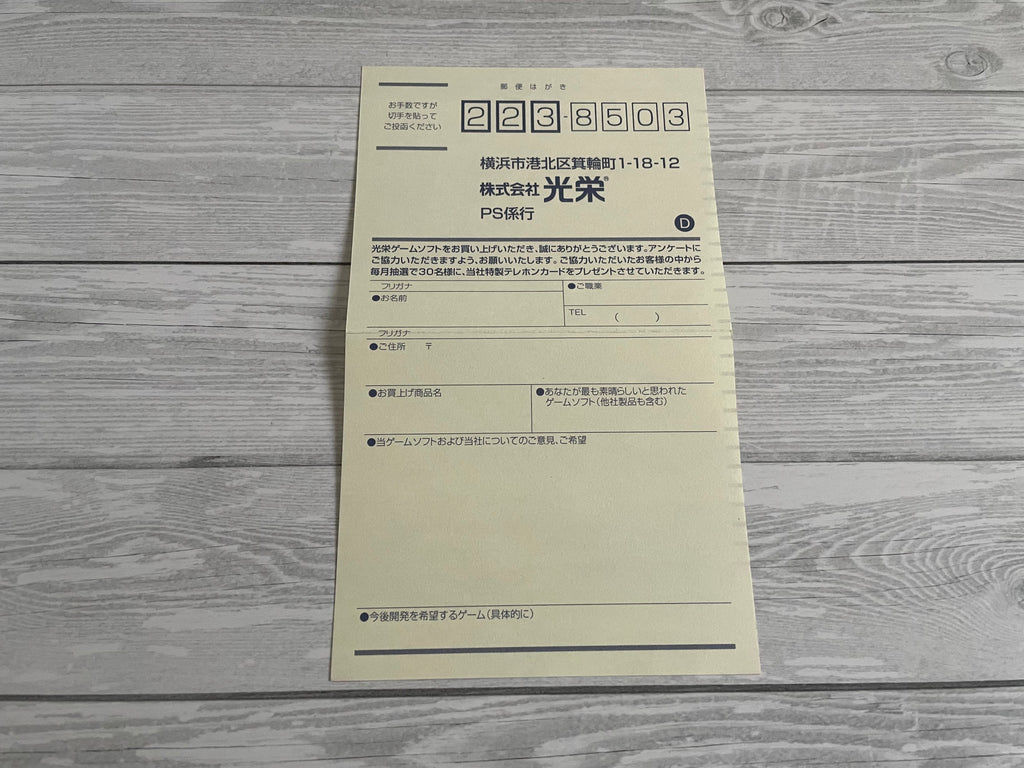 郵便はがき
お手数ですが
切手を貼って
ご投函ください
223-8503
横浜市港北区箕輪町1-18-12
株式会社 光栄®
PS係行
D
光栄ゲームソフトをお買い上げいただき、誠にありがとうございます。アンケートに
ご協力いただきますよう、お願いいたします。ご協力いただいたお客様の中から
毎月抽選で30名様に、当社特製テレホンカードをプレゼントさせていただきます。
フリガナ
●お名前
●ご職業
TEL ( )
フリガナ
●ご住所 〒
●お買上げ商品名
●あなたが最も素晴らしいと思われた
ゲームソフト(他社製品も含む)
●当ゲームソフトおよび当社についてのご意見、ご希望
●今後開発を希望するゲーム(具体的に)